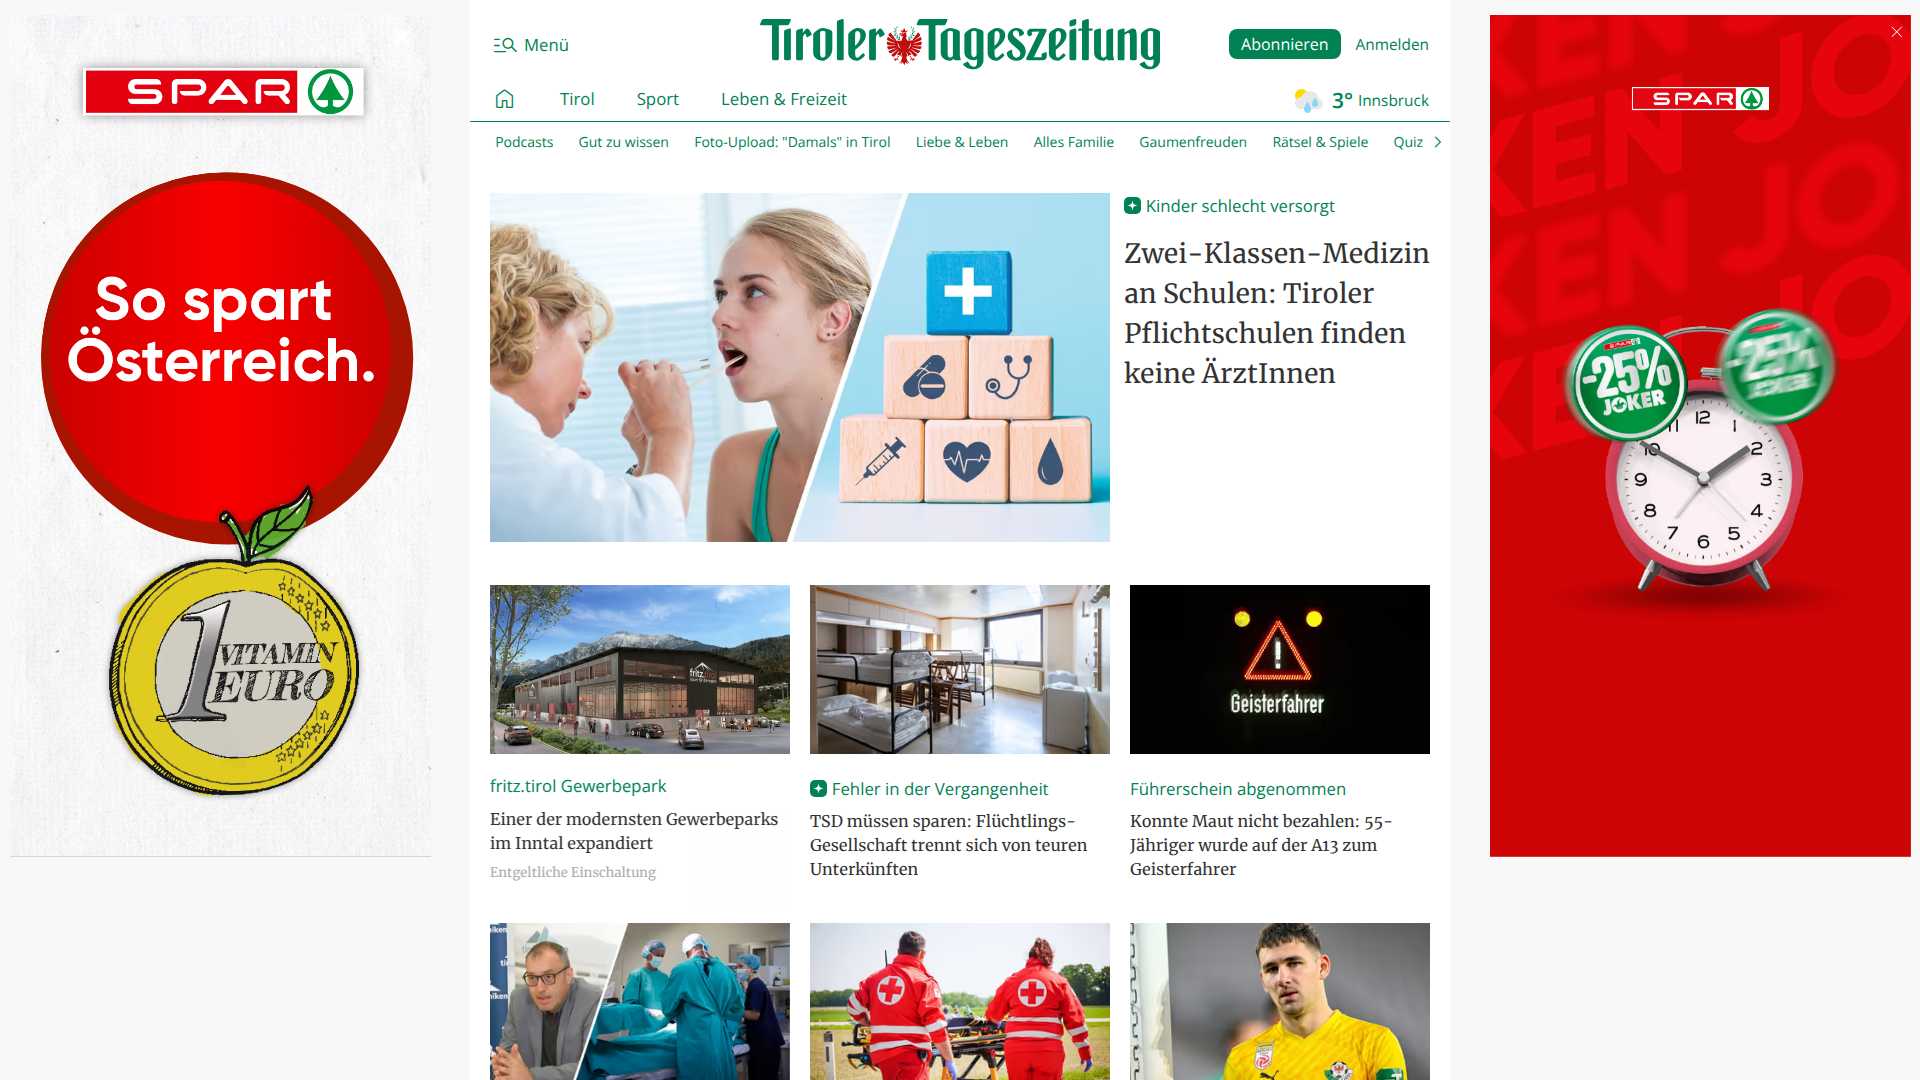 Menü
Tiroler Tageszeitung
Abonnieren
Anmelden
Tirol
Sport
Leben & Freizeit
3° Innsbruck
Podcasts
Gut zu wissen
Foto-Upload: "Damals" in Tirol
Liebe & Leben
Alles Familie
Gaumenfreuden
Rätsel & Spiele
Quiz
SPAR
So spart
Österreich.
1 VITAMIN
EURO
Kinder schlecht versorgt
Zwei-Klassen-Medizin
an Schulen: Tiroler
Pflichtschulen finden
keine ÄrztInnen
fritz.tirol Gewerbepark
Einer der modernsten Gewerbeparks
im Inntal expandiert
Entgeltliche Einschaltung
Geisterfahrer
Fehler in der Vergangenheit
TSD müssen sparen: Flüchtlings-
Gesellschaft trennt sich von teuren
Unterkünften
Führerschein abgenommen
Konnte Maut nicht bezahlen: 55-
Jähriger wurde auf der A13 zum
Geisterfahrer
SPAR
-25%
JOKER
-25%
JOKER
12
1
2
3
4
5
6
7
8
9
10
11